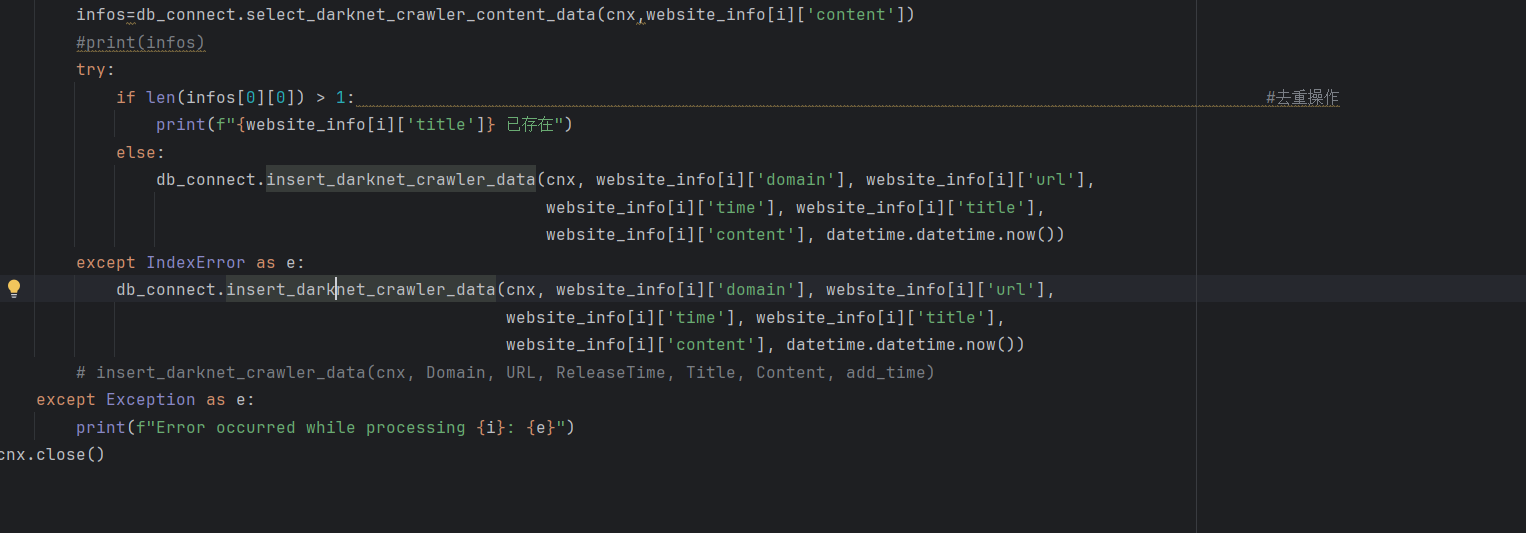 infos=db_connect.select_darknet_crawler_content_data(cnx,website_info[i]['content'])
#print(infos)
try:
if len(infos[0][0]) > 1: #去重操作
print(f"{website_info[i]['title']} 已存在")
else:
db_connect.insert_darknet_crawler_data(cnx, website_info[i]['domain'], website_info[i]['url'],
website_info[i]['time'], website_info[i]['title'],
website_info[i]['content'], datetime.datetime.now())
except IndexError as e:
db_connect.insert_darknet_crawler_data(cnx, website_info[i]['domain'], website_info[i]['url'],
website_info[i]['time'], website_info[i]['title'],
website_info[i]['content'], datetime.datetime.now())
# insert_darknet_crawler_data(cnx, Domain, URL, ReleaseTime, Title, Content, add_time)
except Exception as e:
print(f"Error occurred while processing {i}: {e}")
cnx.close()